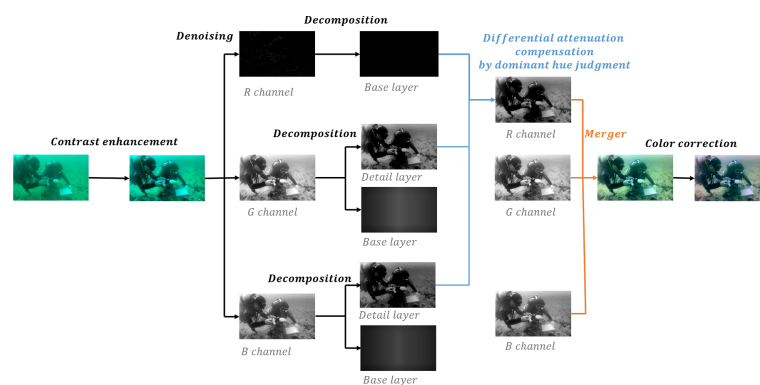 Decomposition
Denoising
Differential attenuation
compensation
by dominant hue judgment
R channel
Base layer
Contrast enhancement
Decomposition
R channel
Merger
Color correction
Detail layer
G channel
G channel
Base layer
Decomposition
Detail layer
B channel
B channel
Base layer